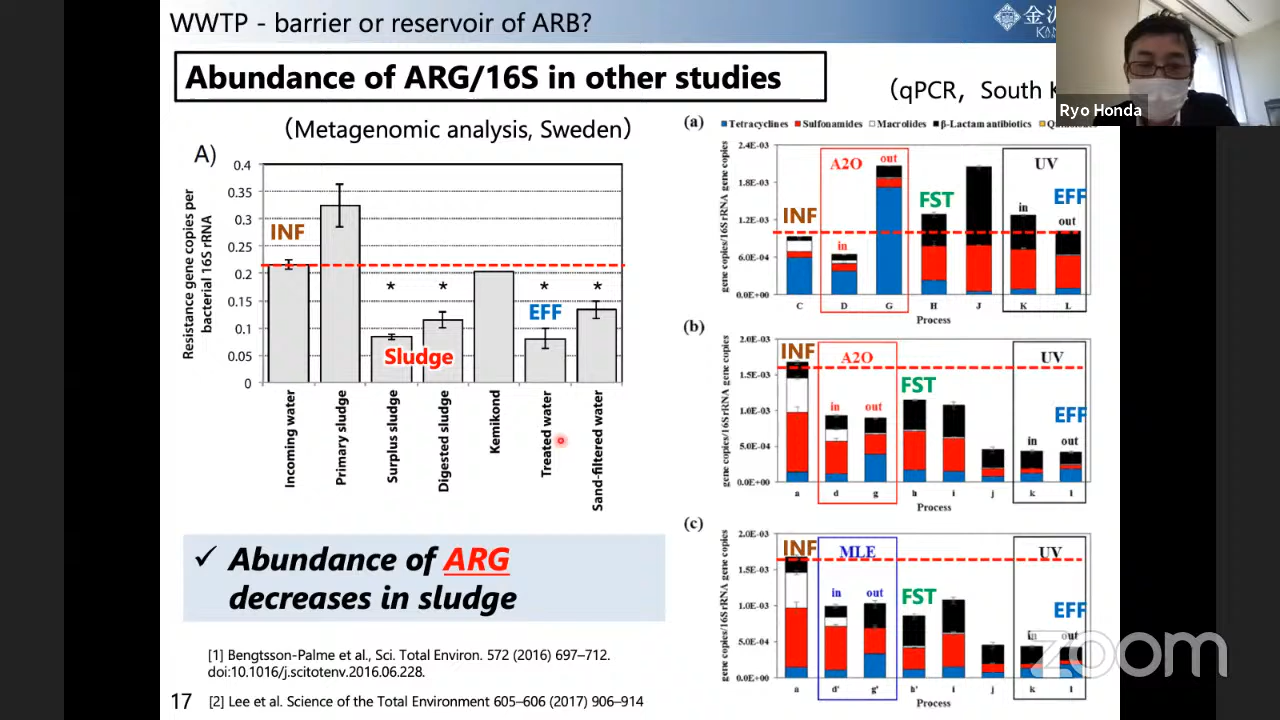 WWTP - barrier or reservoir of ARB?
金沢
Abundance of ARG/16S in other studies
(Metagenomic analysis, Sweden)
A)
Resistance gene copies per
bacterial 16S rRNA
0.4
0.35
0.3
0.25
0.2
0.15
0.1
0.05
0
INF
* * * *
EFF
Sludge
Incoming water
Primary sludge
Surplus sludge
Digested sludge
Kemikond
Treated water
Sand-filtered water
✓ Abundance of ARG
decreases in sludge
[1] Bengtsson-Palme et al., Sci. Total Environ. 572 (2016) 697–712.
doi:10.1016/j.scitotenv.2016.06.228.
17 [2] Lee et al. Science of the Total Environment 605–606 (2017) 906–914
(qPCR, South
Ryo Honda
(a) Tetracyclines Sulfonamides Macrolides β-Lactam antibiotics
gene copies/16S rRNA gene copies
2.4E-03
1.8E-03
1.2E-03
6.0E-04
0.0E+00
INF A2O in out FST UV in out EFF
C D G H J K L
Process
(b)
gene copies/16S rRNA gene copies
2.0E-03
1.5E-03
1.0E-03
5.0E-04
0.0E+00
INF A2O in out FST UV in out EFF
a d g h i j k l
Process
(c)
gene copies/16S rRNA gene copies
2.0E-03
1.5E-03
1.0E-03
5.0E-04
0.0E+00
INF MLE in out FST UV in out EFF
a d' g' h' i j k l
Process
zoom